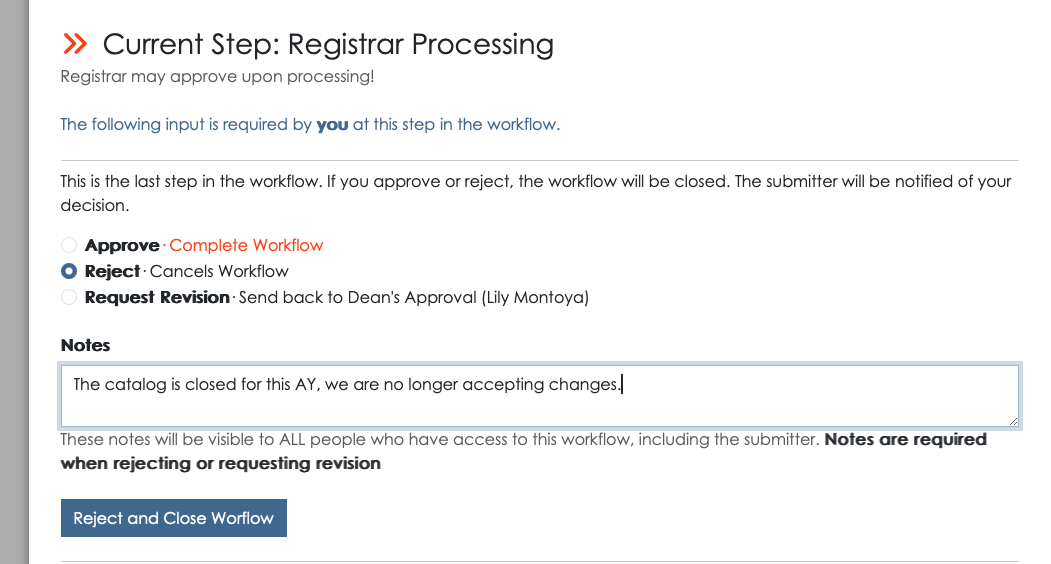 Current Step: Registrar Processing
Registrar may approve upon processing!
The following input is required by you at this step in the workflow.
This is the last step in the workflow. If you approve or reject, the workflow will be closed. The submitter will be notified of your
decision.
Approve · Complete Workflow
Reject · Cancels Workflow
Request Revision · Send back to Dean's Approval (Lily Montoya)
Notes
The catalog is closed for this AY, we are no longer accepting changes.
These notes will be visible to ALL people who have access to this workflow, including the submitter. Notes are required
when rejecting or requesting revision
Reject and Close Worflow